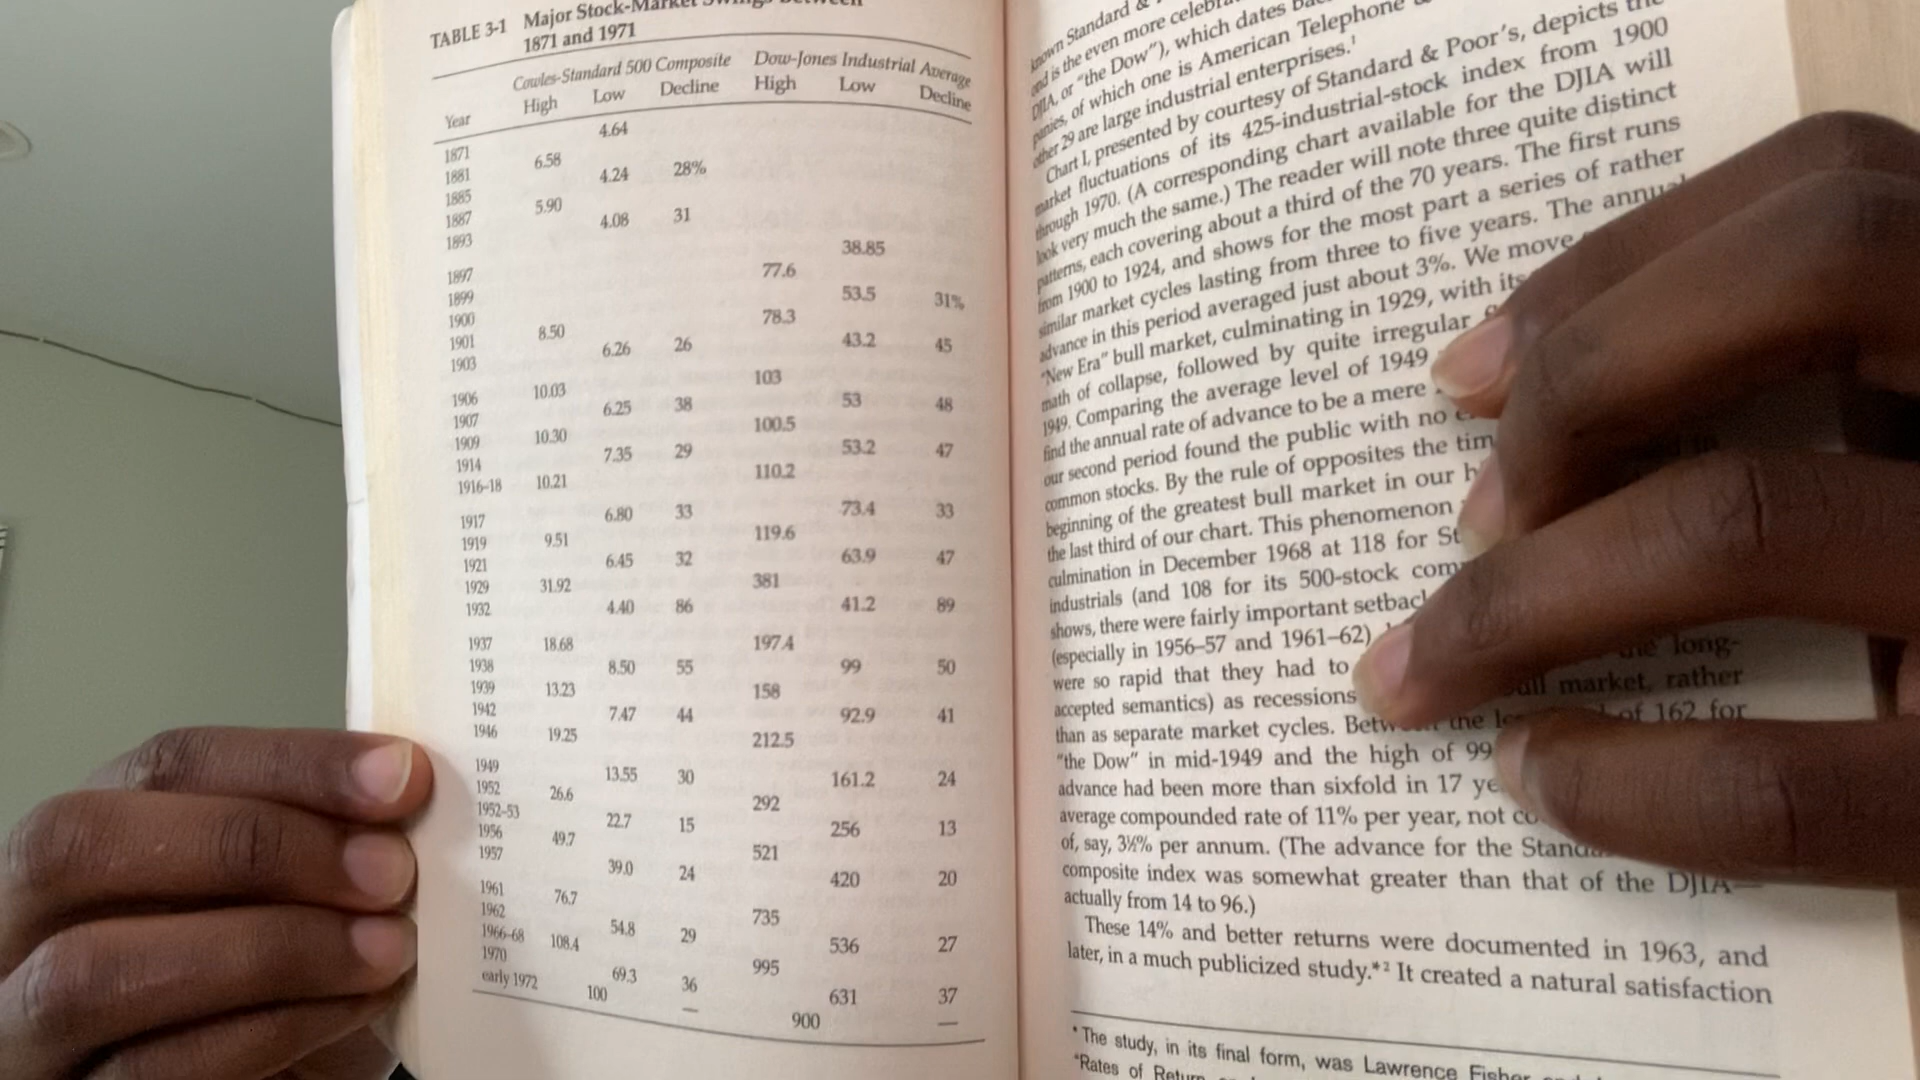 TABLE 3-1 Major Stock-Market Swings Between
1871 and 1971
Cowles-Standard 500 Composite Dow-Jones Industrial Average
Year High Low Decline High Low Decline
1871 4.64
1881 6.58
1885 4.24 28%
1887 5.90
1893 4.08 31
1897 38.85
1899 77.6
1900 53.5 31%
1901 8.50 78.3
1903 6.26 26 43.2 45
1906 10.03 103
1907 6.25 38 53 48
1909 10.30 100.5
1914 7.35 29 53.2 47
1916–18 10.21 110.2
1917 6.80 33 73.4 33
1919 9.51 119.6
1921 6.45 32 63.9 47
1929 31.92 381
1932 4.40 86 41.2 89
1937 18.68 197.4
1938 8.50 55 99 50
1939 13.23 158
1942 7.47 44 92.9 41
1946 19.25 212.5
1949 13.55 30 161.2 24
1952 26.6 292
1952–53 22.7 15 256 13
1956 49.7 521
1957 39.0 24 420 20
1961 76.7 735
1962 54.8 29 536 27
1966–68 108.4 995
1970 69.3 36 631 37
early 1972 100 — 900 —
known Standard &
and is the even more
DJIA, or "the Dow"), which dates
panies, of which one is American Telephone
other 29 are large industrial enterprises.¹
Chart I, presented by courtesy of Standard & Poor's, depicts the
market fluctuations of its 425-industrial-stock index from 1900
through 1970. (A corresponding chart available for the DJIA will
look very much the same.) The reader will note three quite distinct
patterns, each covering about a third of the 70 years. The first runs
from 1900 to 1924, and shows for the most part a series of rather
similar market cycles lasting from three to five years. The annual
advance in this period averaged just about 3%. We move
"New Era" bull market, culminating in 1929, with its
math of collapse, followed by quite irregular
1949. Comparing the average level of 1949
find the annual rate of advance to be a mere
our second period found the public with no
common stocks. By the rule of opposites the
beginning of the greatest bull market in our
the last third of our chart. This phenomenon
culmination in December 1968 at 118 for
industrials (and 108 for its 500-stock
shows, there were fairly important
(especially in 1956–57 and 1961–62)
were so rapid that they had to the long-
accepted semantics) as recessions market, rather
than as separate market cycles. the of 162 for
"the Dow" in mid-1949 and the high of
advance had been more than sixfold in 17
average compounded rate of 11% per year, not
of, say, 3½% per annum. (The advance for the
composite index was somewhat greater than that of the DJIA—
actually from 14 to 96.)
These 14% and better returns were documented in 1963, and
later, in a much publicized study.*² It created a natural satisfaction
* The study, in its final form, was Lawrence Fisher
"Rates of